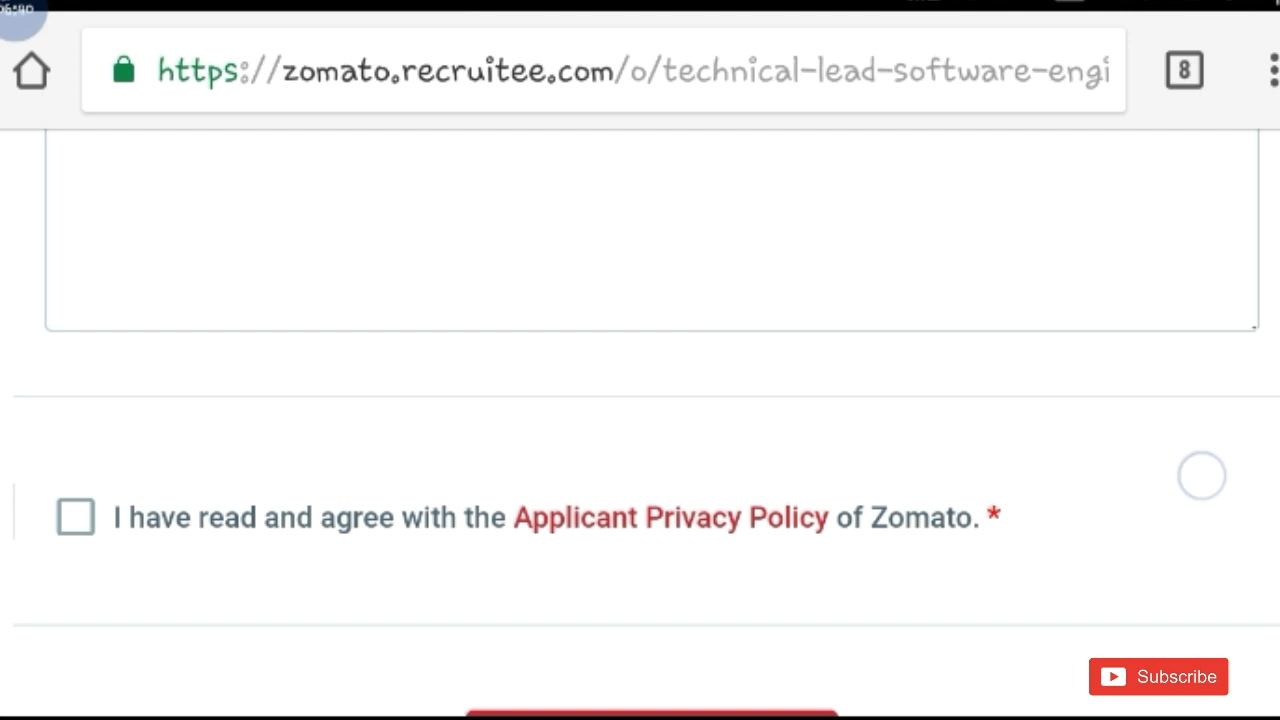 https://zomato.recruitee.com/o/technical-lead-software-engi
8
I have read and agree with the Applicant Privacy Policy of Zomato. *
Subscribe